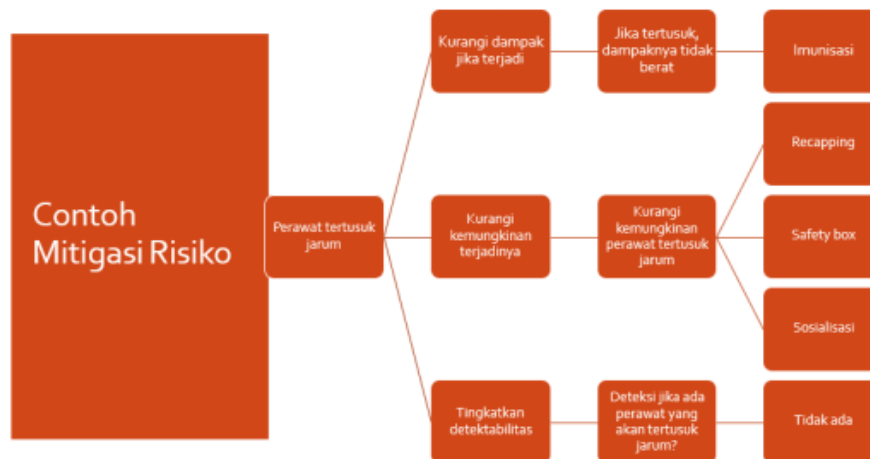 Contoh
Mitigasi Risiko
Perawat tertusuk
jarum
Kurangi dampak
jika terjadi
Jika tertusuk,
dampaknya tidak
berat
Imunisasi
Kurangi
kemungkinan
terjadinya
Kurangi
kemungkinan
perawat tertusuk
jarum
Recapping
Safety box
Sosialisasi
Tingkatkan
detektabilitas
Deteksi jika ada
perawat yang
akan tertusuk
jarum?
Tidak ada